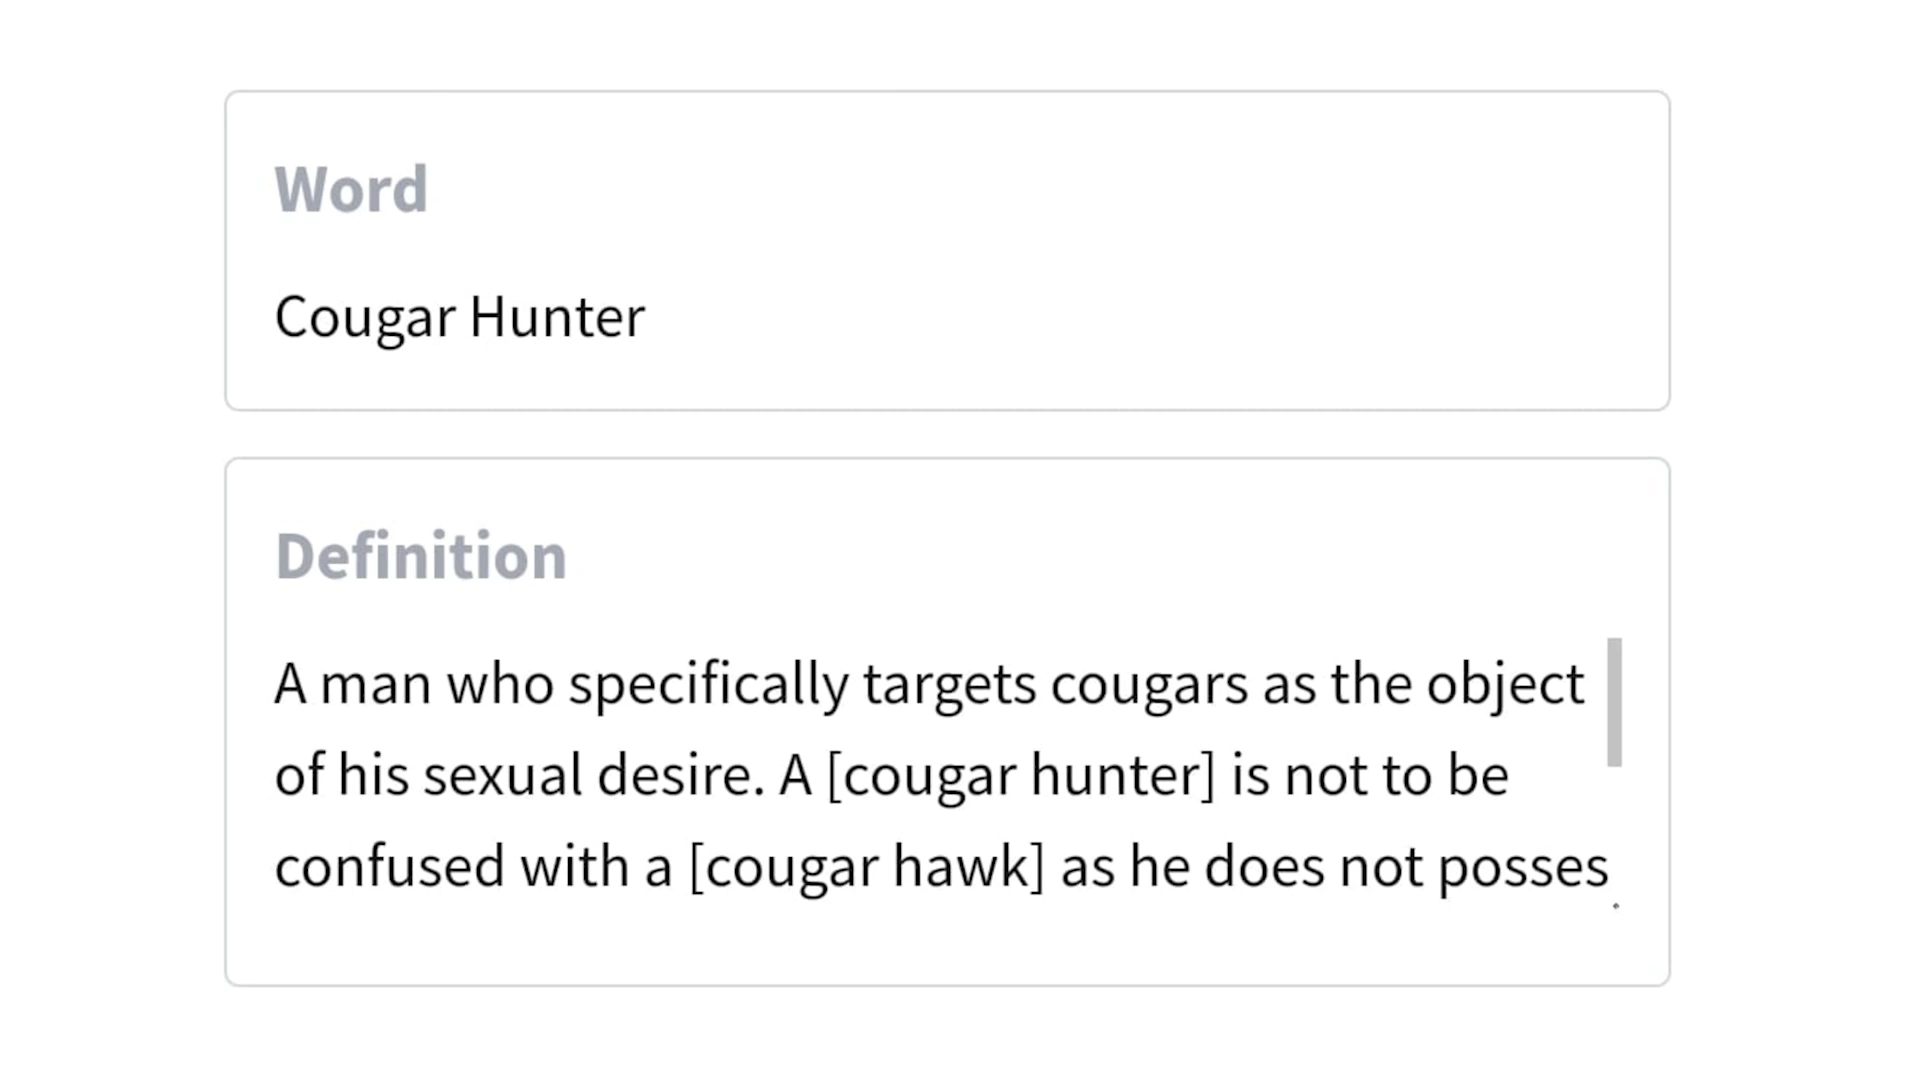 Word
Cougar Hunter
Definition
A man who specifically targets cougars as the object
of his sexual desire. A [cougar hunter] is not to be
confused with a [cougar hawk] as he does not posses